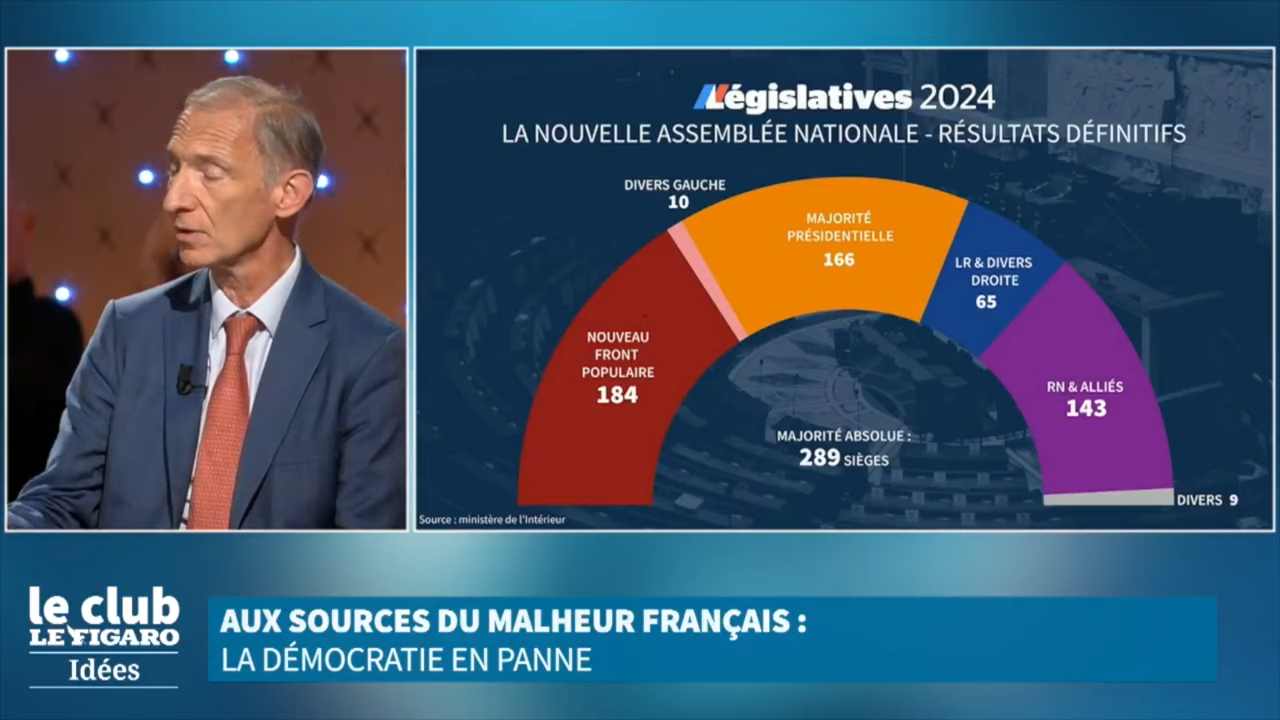 Législatives 2024
LA NOUVELLE ASSEMBLÉE NATIONALE - RÉSULTATS DÉFINITIFS
DIVERS GAUCHE
10
MAJORITÉ
PRÉSIDENTIELLE
166
LR & DIVERS
DROITE
65
NOUVEAU
FRONT
POPULAIRE
184
RN & ALLIÉS
143
MAJORITÉ ABSOLUE :
289 SIÈGES
DIVERS 9
Source : ministère de l'Intérieur
le club
LE FIGARO
Idées
AUX SOURCES DU MALHEUR FRANÇAIS :
LA DÉMOCRATIE EN PANNE